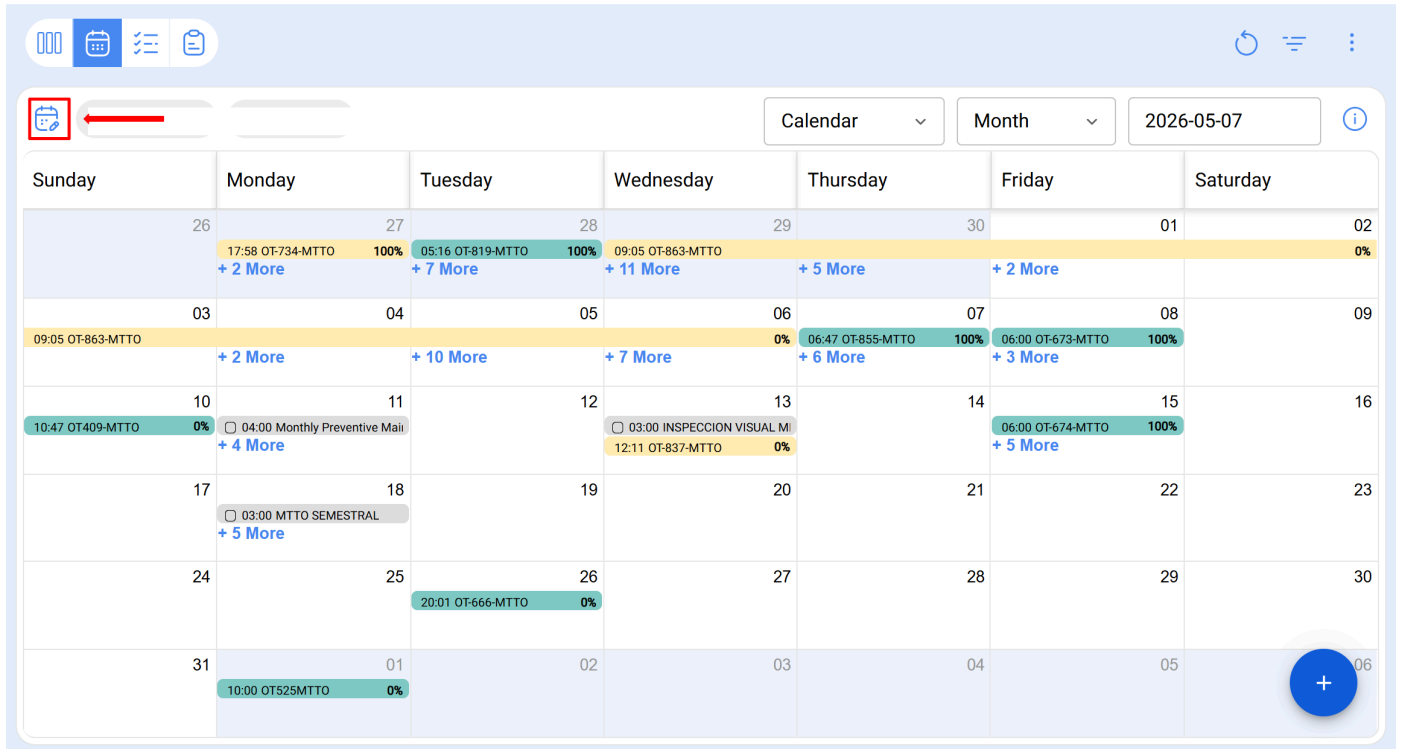 Calendar Month 2026-05-07
Sunday Monday Tuesday Wednesday Thursday Friday Saturday
26 27 28 29 30 01 02
17:58 OT-734-MTTO 100% 05:16 OT-819-MTTO 100% 09:05 OT-863-MTTO 0%
+ 2 More + 7 More + 11 More + 5 More + 2 More
03 04 05 06 07 08 09
09:05 OT-863-MTTO 0% 06:47 OT-855-MTTO 100% 06:00 OT-673-MTTO 100%
+ 2 More + 10 More + 7 More + 6 More + 3 More
10 11 12 13 14 15 16
10:47 OT409-MTTO 0% 04:00 Monthly Preventive Mai 03:00 INSPECCION VISUAL MI 06:00 OT-674-MTTO 100%
+ 4 More 12:11 OT-837-MTTO 0% + 5 More
17 18 19 20 21 22 23
03:00 MTTO SEMESTRAL
+ 5 More
24 25 26 27 28 29 30
20:01 OT-666-MTTO 0%
31 01 02 03 04 05 06
10:00 OT525MTTO 0%
+